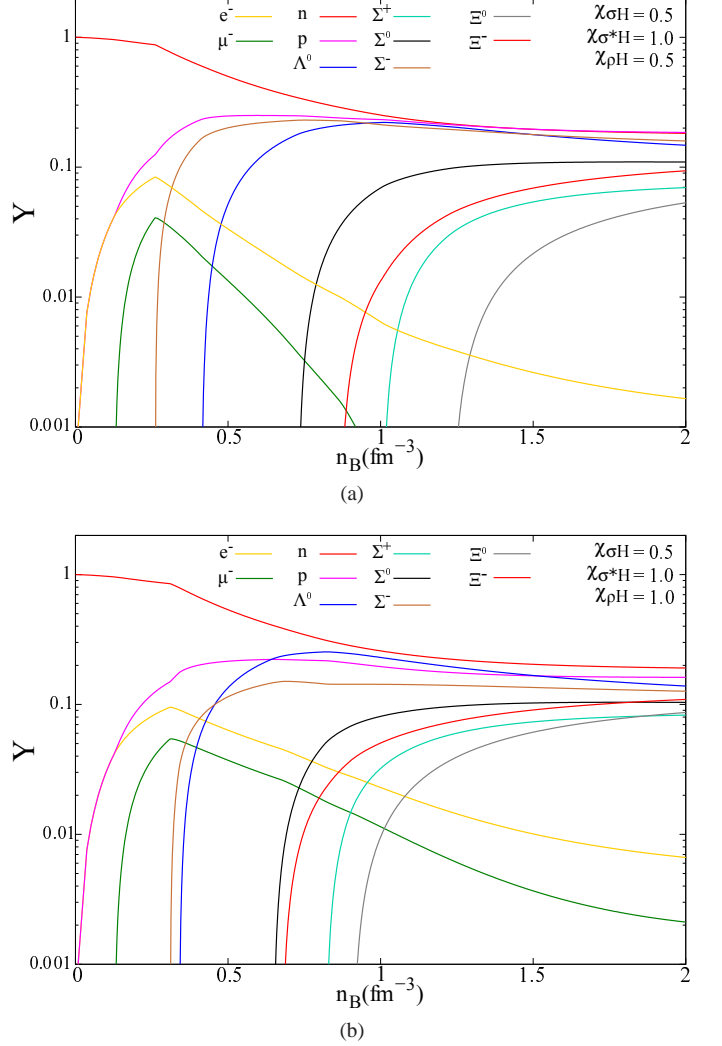 e⁻ n Σ⁺ Ξ⁰ χσH = 0.5
μ⁻ p Σ⁰ Ξ⁻ χσ*H = 1.0
Λ⁰ Σ⁻ χρH = 0.5
1
0.1
Y
0.01
0.001
0 0.5 1 1.5 2
n_B(fm⁻³)
(a)
e⁻ n Σ⁺ Ξ⁰ χσH = 0.5
μ⁻ p Σ⁰ Ξ⁻ χσ*H = 1.0
Λ⁰ Σ⁻ χρH = 1.0
1
0.1
Y
0.01
0.001
0 0.5 1 1.5 2
n_B(fm⁻³)
(b)